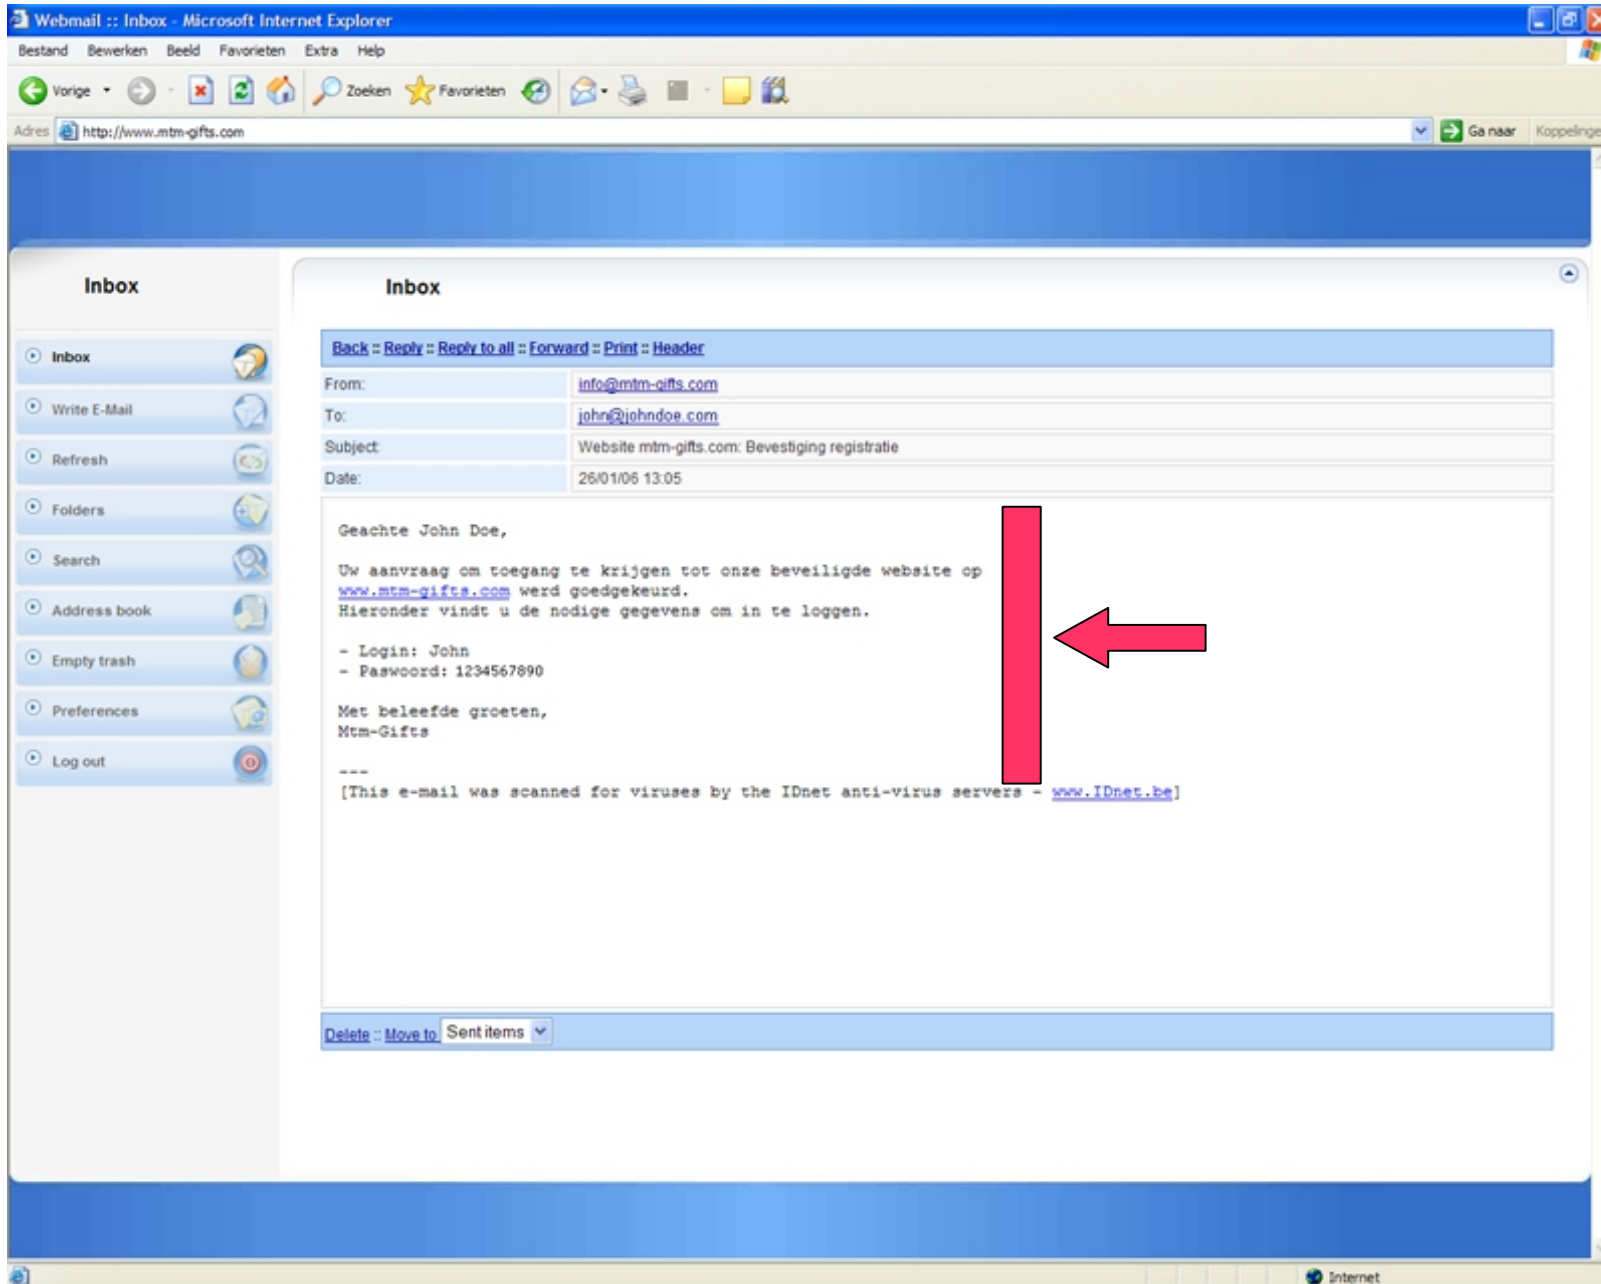 Webmail :: Inbox - Microsoft Internet Explorer
Bestand Bewerken Beeld Favorieten Extra Help
Vorige Zoeken Favorieten
Adres http://www.mtm-gifts.com Ga naar Koppelinge
Inbox
Inbox
Inbox
Write E-Mail
Refresh
Folders
Search
Address book
Empty trash
Preferences
Log out
Back :: Reply :: Reply to all :: Forward :: Print :: Header
From: info@mtm-gifts.com
To: john@johndoe.com
Subject: Website mtm-gifts.com: Bevestiging registratie
Date: 26/01/06 13:05
Geachte John Doe,
Uw aanvraag om toegang te krijgen tot onze beveiligde website op
www.mtm-gifts.com werd goedgekeurd.
Hieronder vindt u de nodige gegevens om in te loggen.
- Login: John
- Paswoord: 1234567890
Met beleefde groeten,
Mtm-Gifts
---
[This e-mail was scanned for viruses by the IDnet anti-virus servers - www.IDnet.be]
Delete :: Move to Sent items
Internet